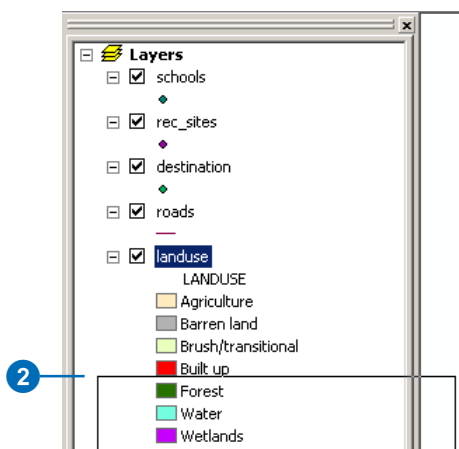 Layers
schools
rec_sites
destination
roads
landuse
LANDUSE
Agriculture
Barren land
Brush/transitional
Built up
2
Forest
Water
Wetlands